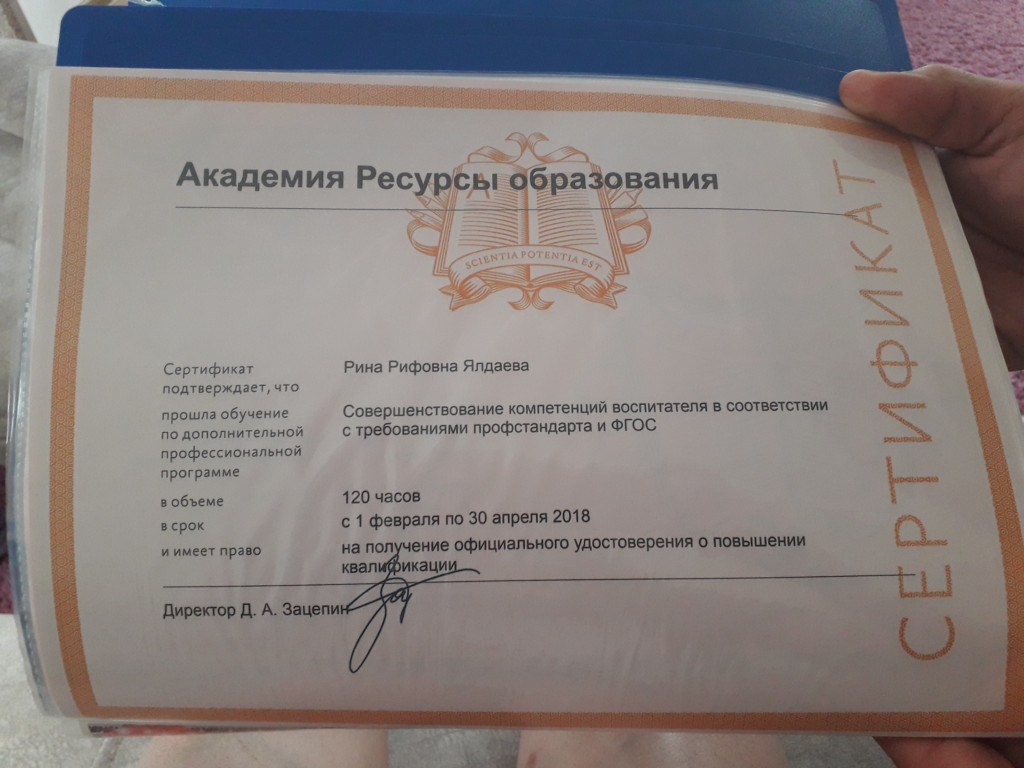 Академия Ресурсы образования
А
SCIENTIA POTENTIA EST
СЕРТИФИКАТ
Сертификат
подтверждает, что
Рина Рифовна Ялдаева
прошла обучение
по дополнительной
профессиональной
программе
Совершенствование компетенций воспитателя в соответствии
с требованиями профстандарта и ФГОС
в объеме
120 часов
в срок
с 1 февраля по 30 апреля 2018
и имеет право
на получение официального удостоверения о повышении
квалификации
Директор Д. А. Зацепин